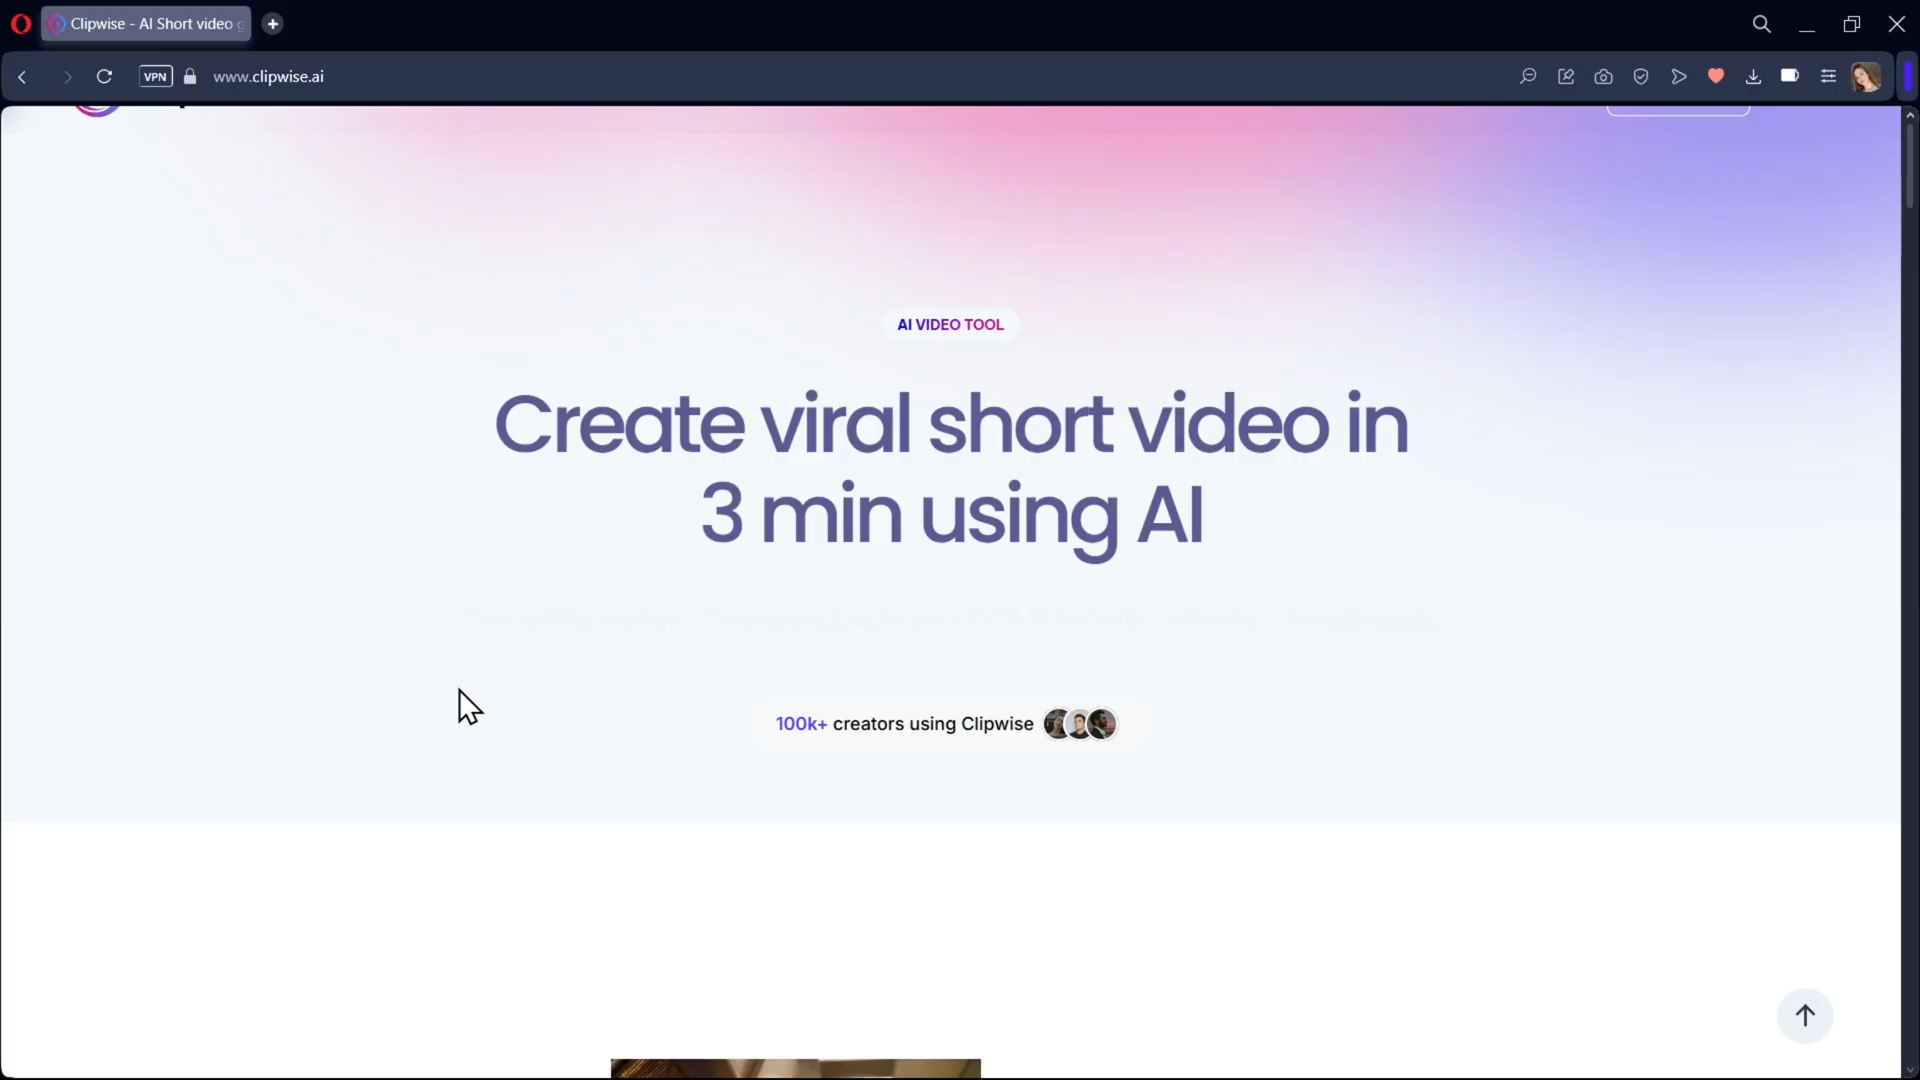 Clipwise - AI Short video g
VPN
www.clipwise.ai
AI VIDEO TOOL
Create viral short video in
3 min using AI
100k+ creators using Clipwise